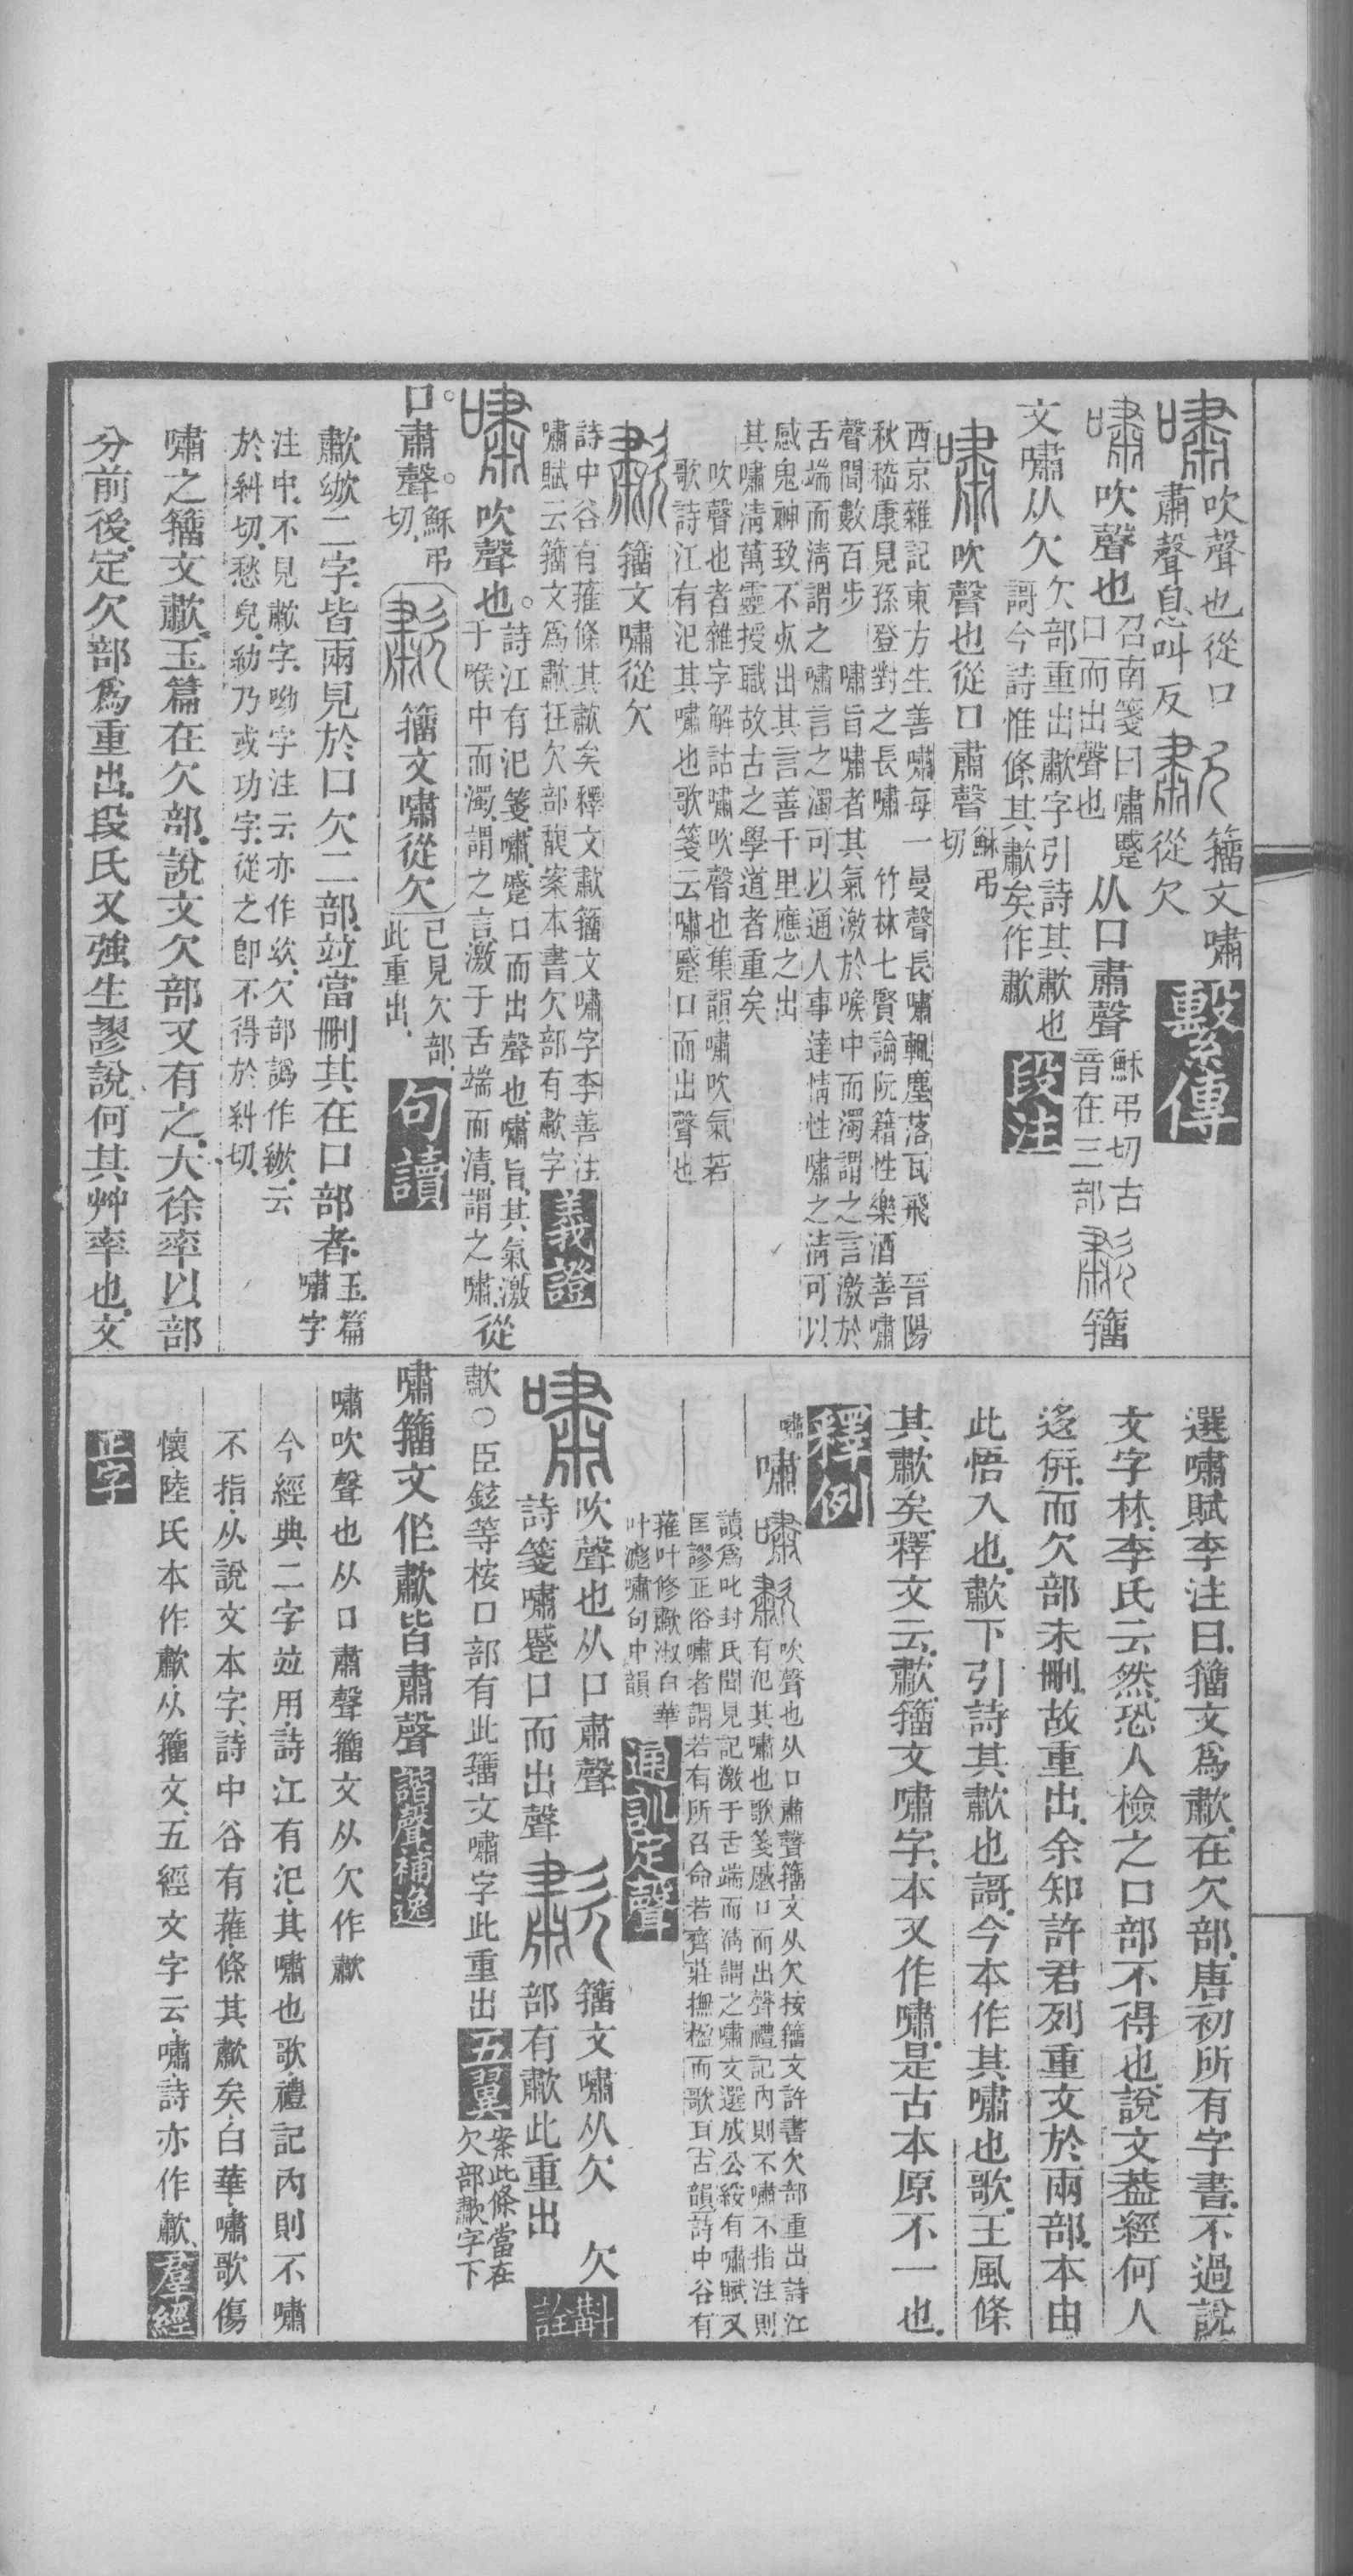 嘯吹聲也從口
肅聲息叫反
歗籀文嘯
從欠
繫傳
嘯吹聲也
召南箋曰嘯蹙
口而出聲也
从口肅聲
穌弔切古
音在三部
歗籀
文嘯从欠
欠部重出歗字引詩其歗也
謌今詩惟條其歗矣作歗
段注
嘯吹聲也從口肅聲
穌弔
切
西京雜記東方生善嘯每一曼聲長嘯輒塵落瓦飛 晉陽
秋嵇康見孫登對之長嘯 竹林七賢論阮籍性樂酒善嘯
聲聞數百步 嘯旨嘯者其氣激於喉中而濁謂之言激於
舌端而淸謂之嘯言之濁可以通人事達情性嘯之淸可以
感鬼神致不𣦸出其言善千里應之出
其嘯淸萬靈授職故古之學道者重矣
吹聲也者雜字解詁嘯吹聲也集韻嘯吹氣若
歌詩江有汜其嘯也歌箋云嘯蹙口而出聲也
歗籀文嘯從欠
詩中谷有蓷條其歗矣釋文歗籀文嘯字李善注
嘯賦云籀文爲歗在欠部馥案本書欠部有歗字
義證
嘯吹聲也。
詩江有汜箋嘯蹙口而出聲也嘯旨其氣激
于喉中而濁謂之言激于舌端而清謂之嘯
從
口。肅聲。
穌弔
切
歗籀文嘯從欠
已見欠部
此重出
句讀
歗㰶二字皆兩見於口欠二部竝當刪其在口部者
玉篇
嘯字
注中不見歗字呦字注云亦作㰶欠部譌作㰶云
於糾切愁皃㓜乃或功字從之卽不得於糾切
嘯之籀文歗玉篇在欠部說文欠部又有之大徐率以部
分前後定欠部爲重出段氏又強生謬說何其艸率也文
選嘯賦李注曰籀文爲歗在欠部唐初所有字書不過說
文字林李氏云然恐人檢之口部不得也說文葢經何人
迻倂而欠部未刪故重出余知許君列重文於兩部本由
此悟入也歗下引詩其歗也謌今本作其嘯也歌王風條
其歗矣釋文云歗籀文嘯字本又作嘯是古本原不一也
釋例
嘯嘯嘯歗
吹聲也从口肅聲籀文从欠按籀文許書欠部重出詩江
有汜其嘯也歌箋蹙口而出聲禮記內則不嘯不指注則
讀爲叱封氏聞見記激于舌端而淸謂之嘯文選成公綏有嘯賦又
匡謬正俗嘯者謂若有所召命若齊莊撫楹而歌耳古韻詩中谷有
蓷叶修歗淑白華
叶滮嘯句中韻
通訓定聲
嘯吹聲也从口肅聲
詩箋嘯蹙口而出聲
歗籀文嘯从欠 欠
部有歗此重出
斠詮
歗〇臣鉉等桉口部有此籀文嘯字此重出
五翼
案此條當在
欠部歗字下
嘯籀文作歗皆肅聲
諧聲補逸
嘯吹聲也从口肅聲籀文从欠作歗
今經典二字竝用詩江有汜其嘯也歌禮記內則不嘯
不指从說文本字詩中谷有蓷條其歗矣白華嘯歌傷
懷陸氏本作歗从籀文五經文字云嘯詩亦作歗
羣經
正字